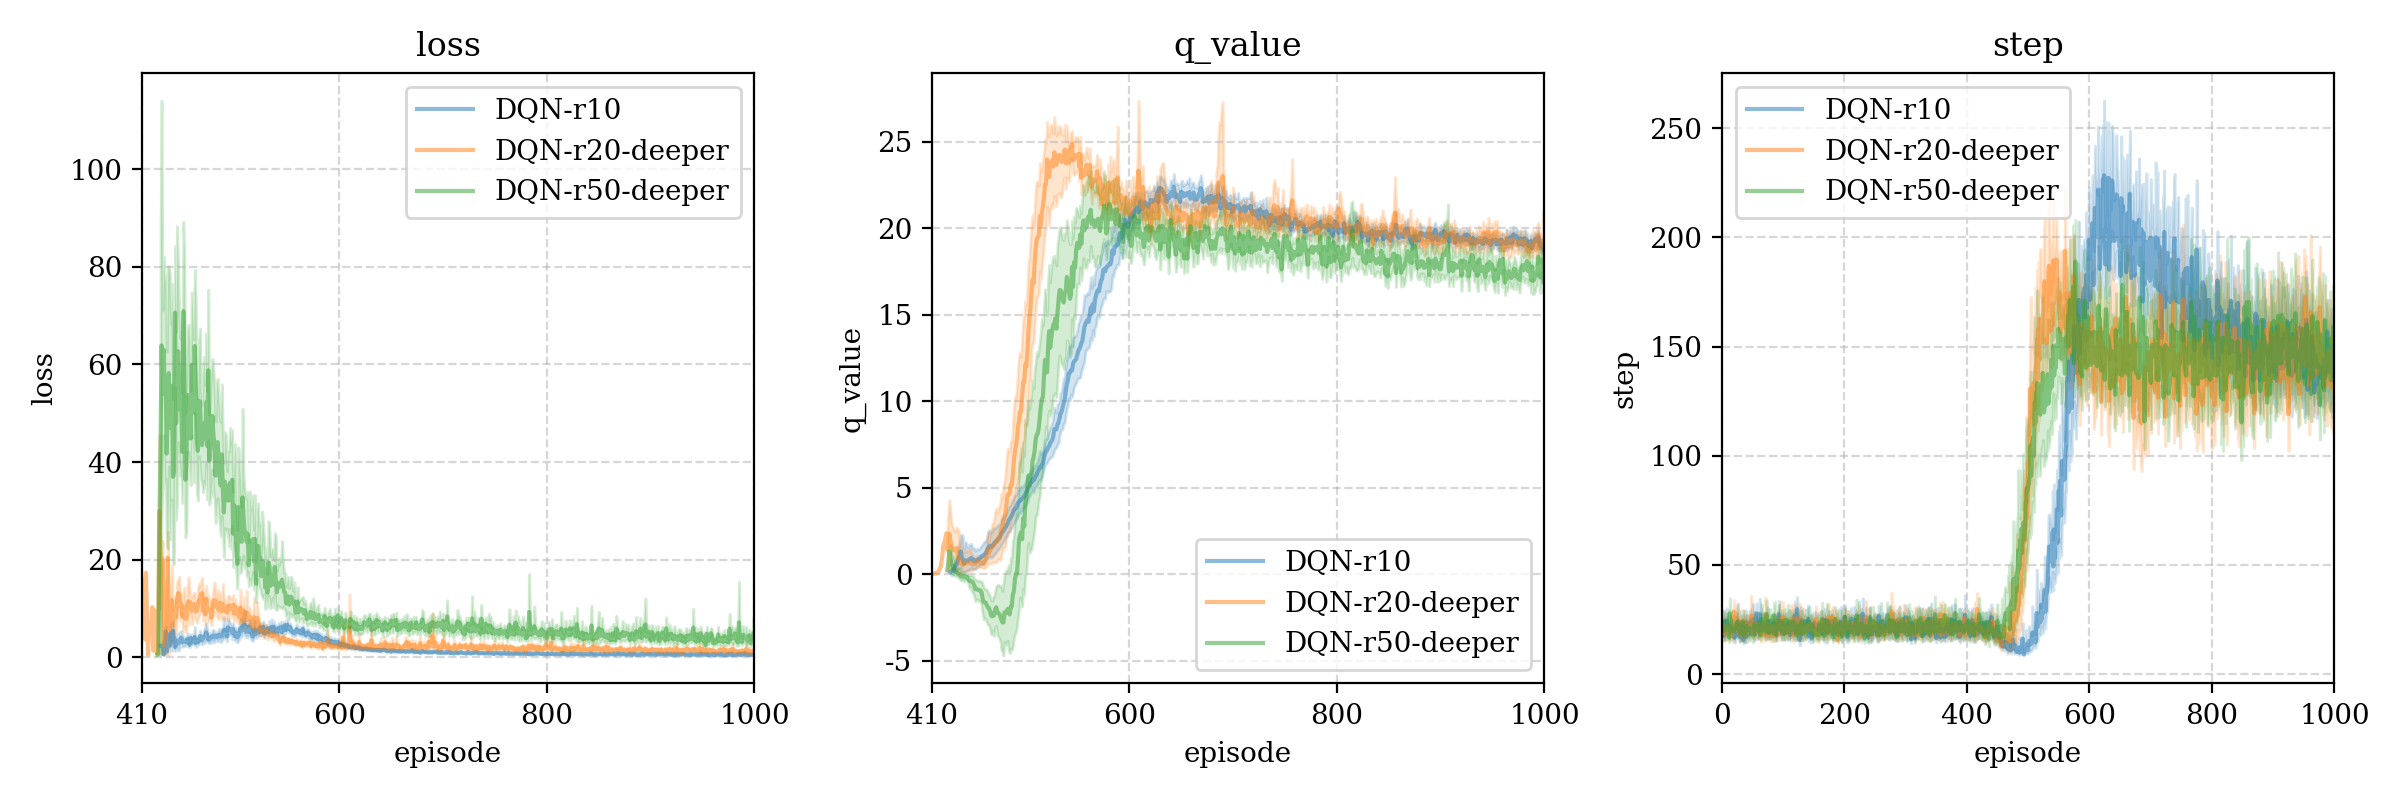 loss
q_value
step
DQN-r10
DQN-r20-deeper
DQN-r50-deeper
100
80
60
40
20
0
loss
410
600
800
1000
episode
25
20
15
10
5
0
-5
q_value
DQN-r10
DQN-r20-deeper
DQN-r50-deeper
410
600
800
1000
episode
DQN-r10
DQN-r20-deeper
DQN-r50-deeper
250
200
150
100
50
0
step
0
200
400
600
800
1000
episode